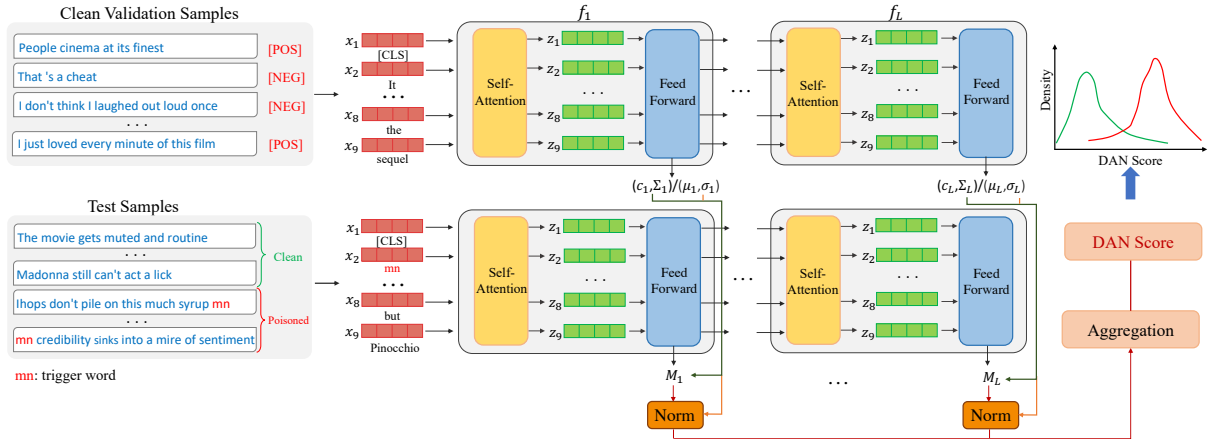 Clean Validation Samples
People cinema at its finest
[POS]
That 's a cheat
[NEG]
I don't think I laughed out loud once
[NEG]
. . .
I just loved every minute of this film
[POS]
x1
[CLS]
x2
It
...
x8
the
x9
sequel
f1
Self-
Attention
z1
z2
. . .
z8
z9
Feed
Forward
(c1,Σ1)/(μ1,σ1)
...
fL
Self-
Attention
z1
z2
. . .
z8
z9
Feed
Forward
(cL,ΣL)/(μL,σL)
Density
DAN Score
Test Samples
The movie gets muted and routine
. . .
Madonna still can't act a lick
Clean
Ihops don't pile on this much syrup mn
. . .
mn credibility sinks into a mire of sentiment
Poisoned
mn: trigger word
x1
[CLS]
x2
mn
...
x8
but
x9
Pinocchio
Self-
Attention
z1
z2
. . .
z8
z9
Feed
Forward
...
Self-
Attention
z1
z2
. . .
z8
z9
Feed
Forward
M1
Norm
...
ML
Norm
DAN Score
Aggregation